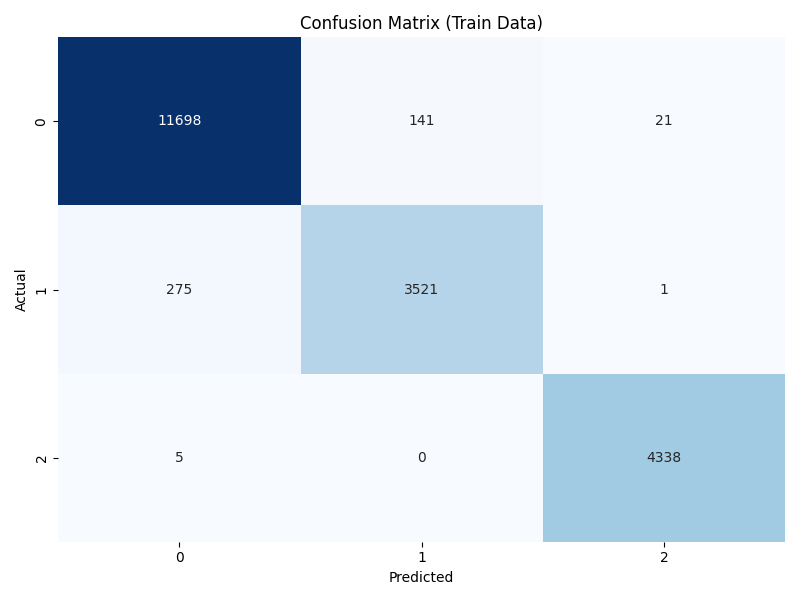 Confusion Matrix (Train Data)
0 11698 141 21
Actual
1 275 3521 1
2 5 0 4338
0 1 2
Predicted